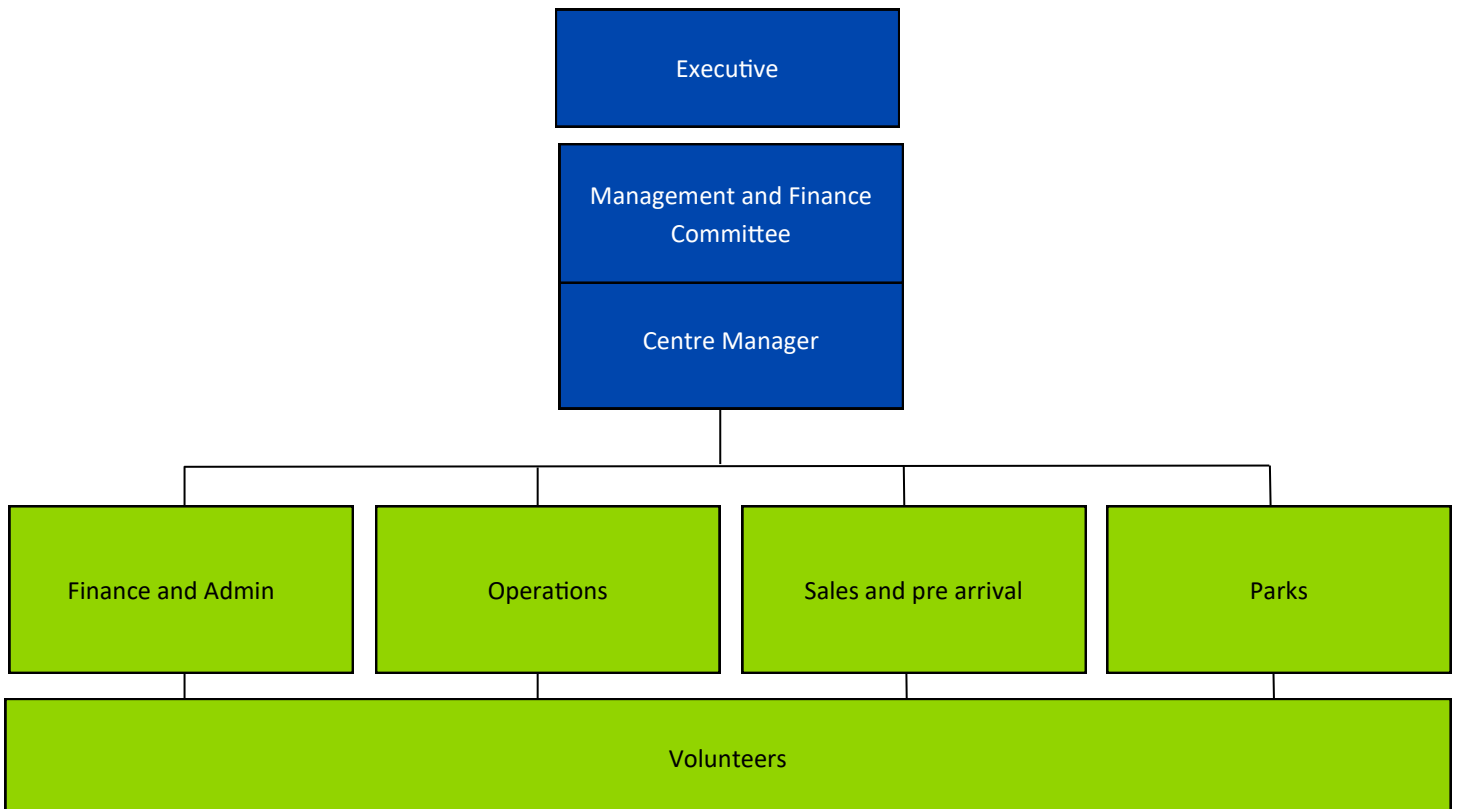 Executive
Management and Finance
Committee
Centre Manager
Finance and Admin
Operations
Sales and pre arrival
Parks
Volunteers